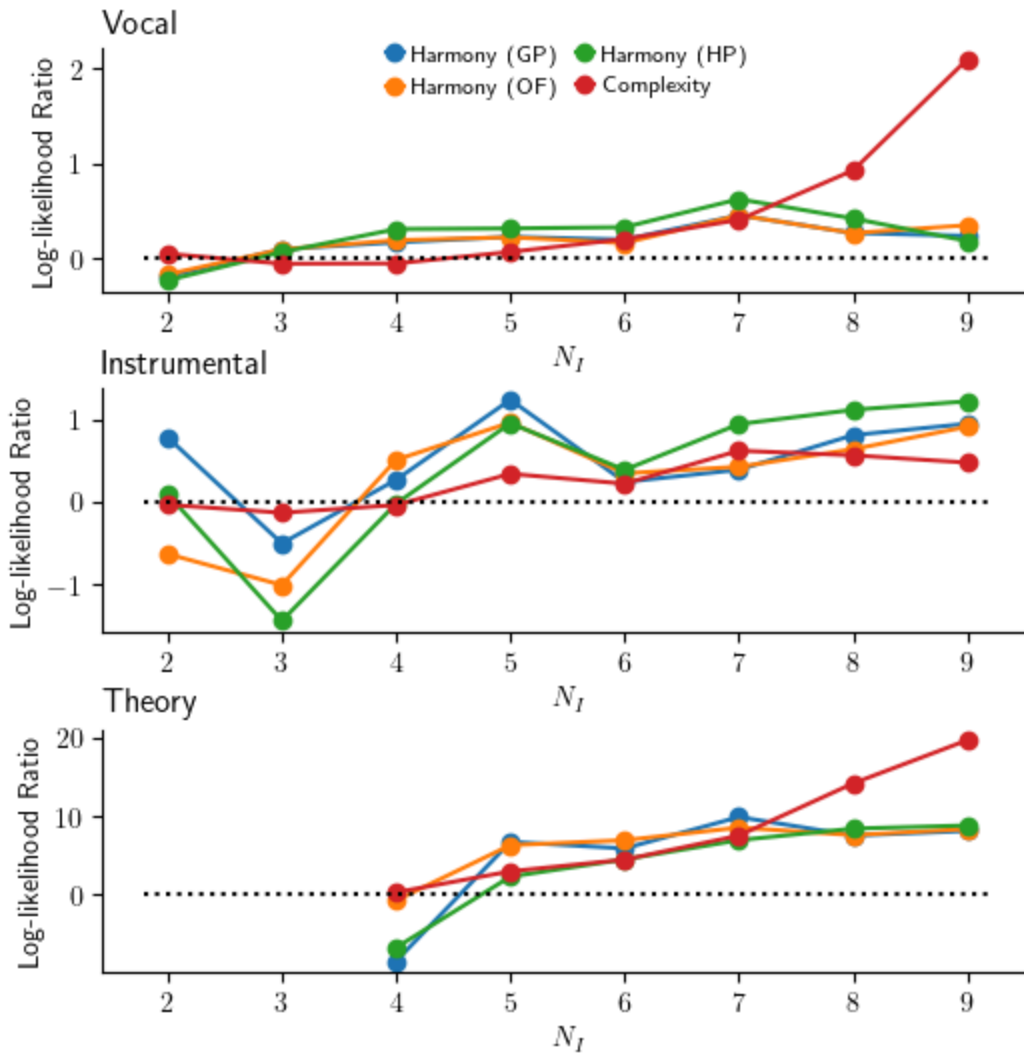 Vocal
Log-likelihood Ratio
2
1
0
Harmony (GP) Harmony (HP)
Harmony (OF) Complexity
2 3 4 5 6 7 8 9
N_I
Instrumental
Log-likelihood Ratio
1
0
−1
2 3 4 5 6 7 8 9
N_I
Theory
Log-likelihood Ratio
20
10
0
2 3 4 5 6 7 8 9
N_I